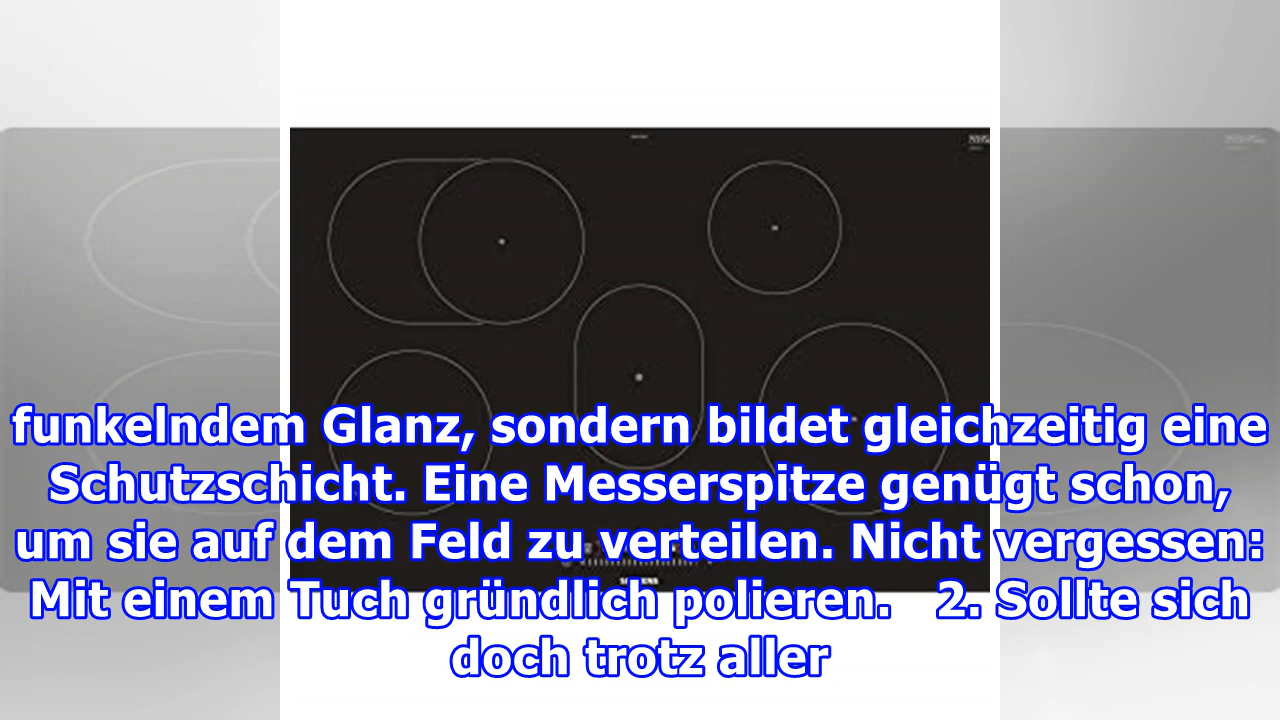 funkelndem Glanz, sondern bildet gleichzeitig eine
Schutzschicht. Eine Messerspitze genügt schon,
um sie auf dem Feld zu verteilen. Nicht vergessen:
SIEMENS
Mit einem Tuch gründlich polieren. 2. Sollte sich
doch trotz aller